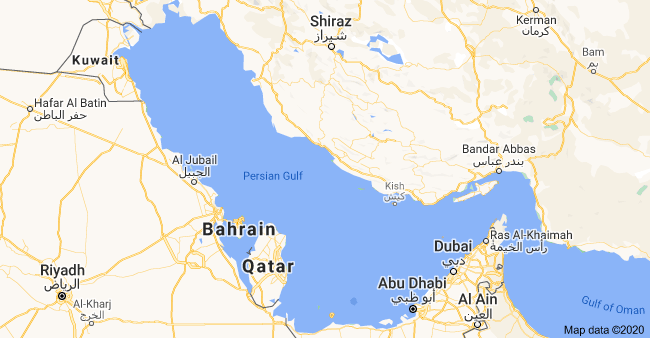 Shiraz
شیراز
Kerman
کرمان
Kuwait
Bam
بم
Hafar Al Batin
حفر الباطن
Bandar Abbas
بندر عباس
Al Jubail
الجبيل
Persian Gulf
Kish
کیش
Bahrain
Ras Al-Khaimah
رأس الخيمة
Dubai
دبي
Qatar
Riyadh
الرياض
Abu Dhabi
أبو ظبي
Al Ain
العين
Al-Kharj
الخرج
Gulf of Oman
Map data ©2020